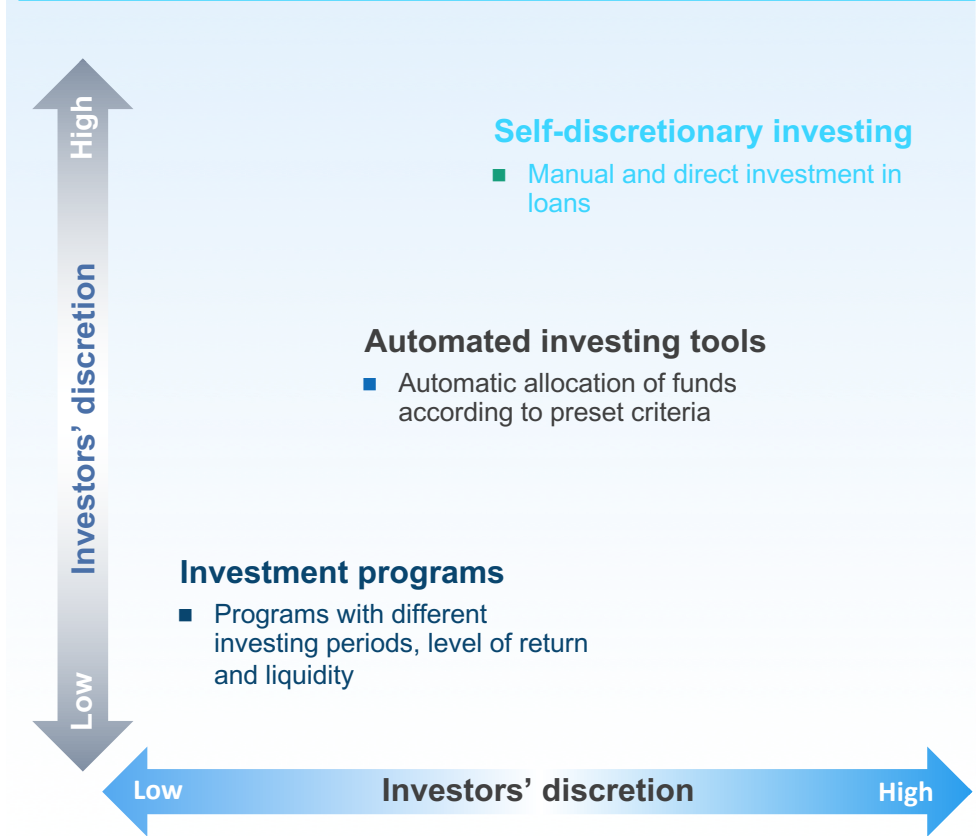 High
Investors’ discretion
Low
Self-discretionary investing
Manual and direct investment in
loans
Automated investing tools
Automatic allocation of funds
according to preset criteria
Investment programs
Programs with different
investing periods, level of return
and liquidity
Low Investors’ discretion High